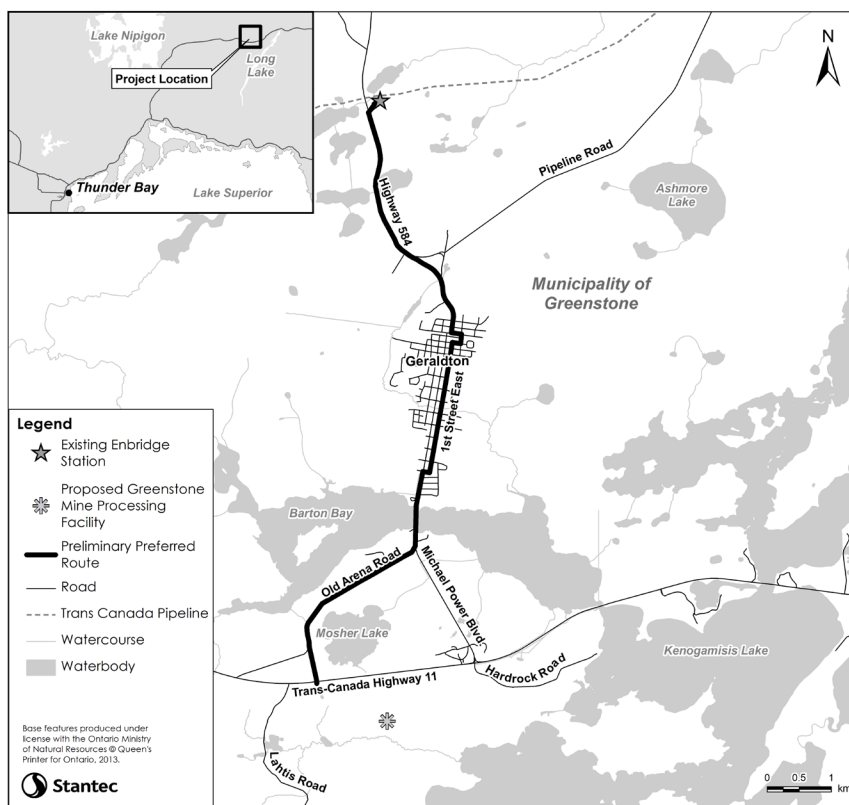 Lake Nipigon
Long
Lake
Project Location
Thunder Bay
Lake Superior
N
Pipeline Road
Ashmore
Lake
Highway 584
Municipality of
Greenstone
Geraldton
1st Street East
Legend
Existing Enbridge
Station
Proposed Greenstone
Mine Processing
Facility
Preliminary Preferred
Route
Road
Trans Canada Pipeline
Watercourse
Waterbody
Barton Bay
Old Arena Road
Michael Power Blvd
Mosher Lake
Kenogamisis Lake
Hardrock Road
Trans-Canada Highway 11
Lahtis Road
Base features produced under
license with the Ontario Ministry
of Natural Resources © Queen's
Printer for Ontario, 2013.
Stantec
0 0.5 1
km